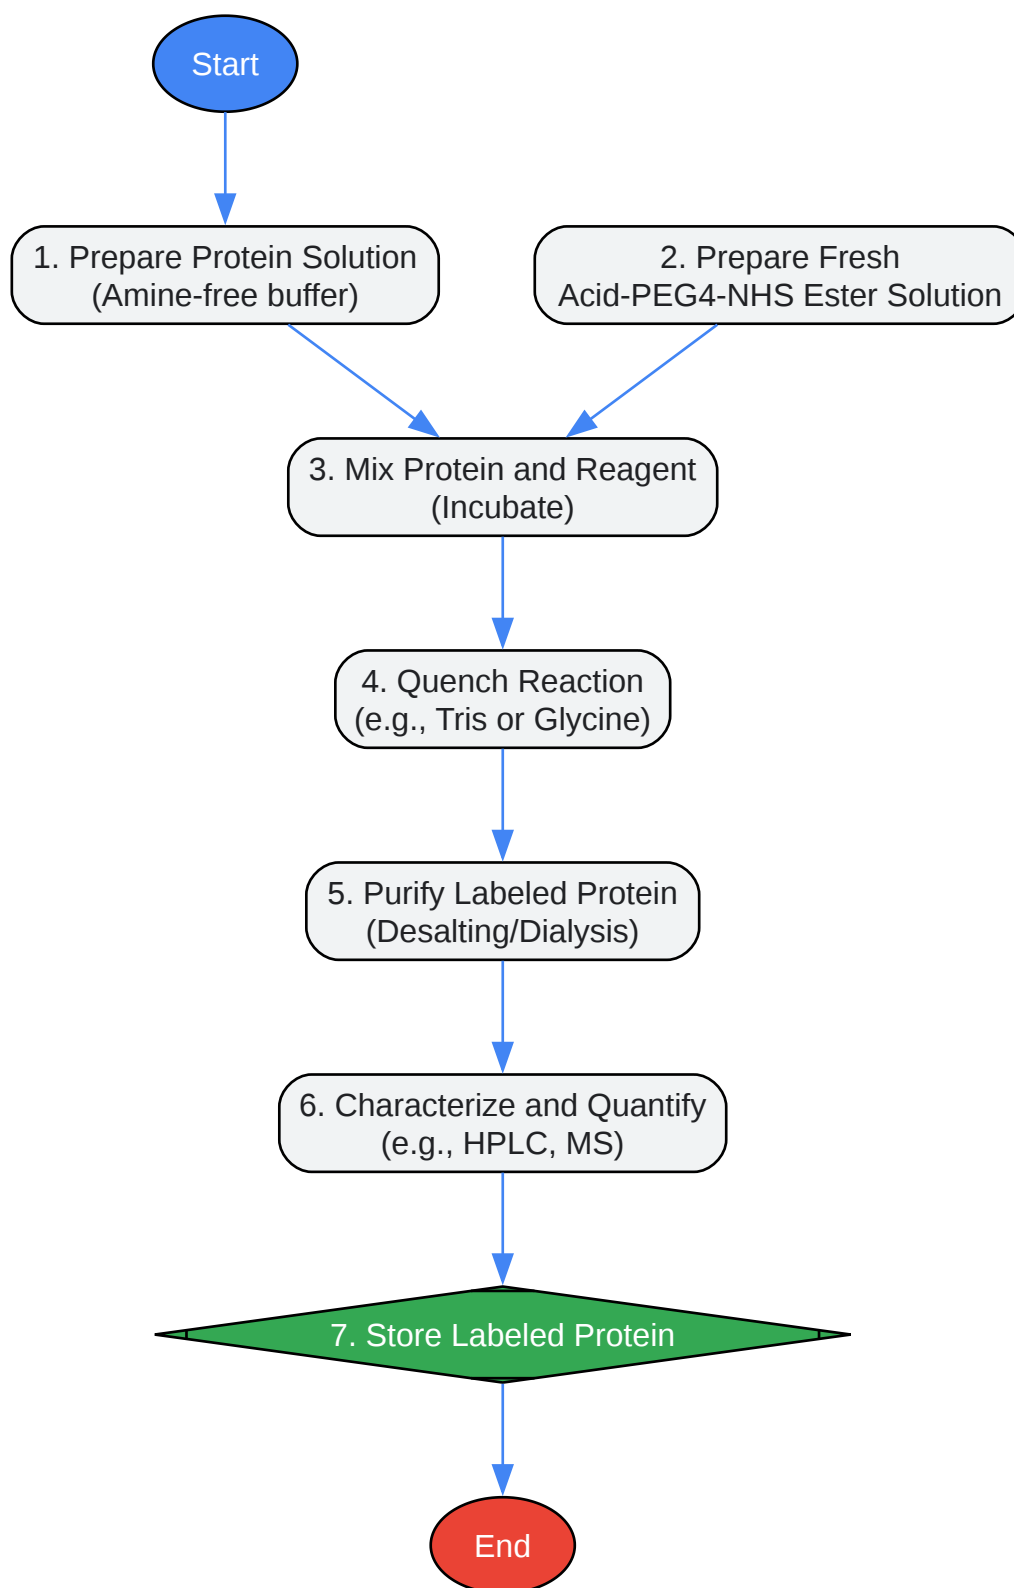 Start
1. Prepare Protein Solution
(Amine-free buffer)
2. Prepare Fresh
Acid-PEG4-NHS Ester Solution
3. Mix Protein and Reagent
(Incubate)
4. Quench Reaction
(e.g., Tris or Glycine)
5. Purify Labeled Protein
(Desalting/Dialysis)
6. Characterize and Quantify
(e.g., HPLC, MS)
7. Store Labeled Protein
End